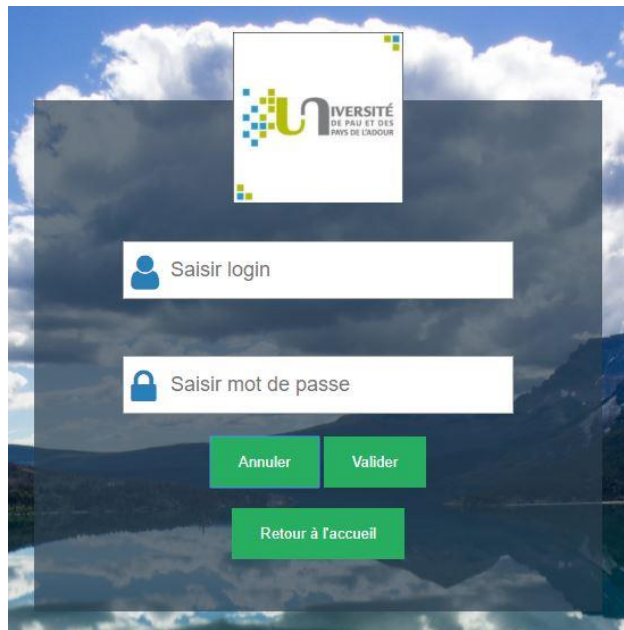 UNIVERSITÉ
DE PAU ET DES
PAYS DE L'ADOUR
Saisir login
Saisir mot de passe
Annuler Valider
Retour à l'accueil